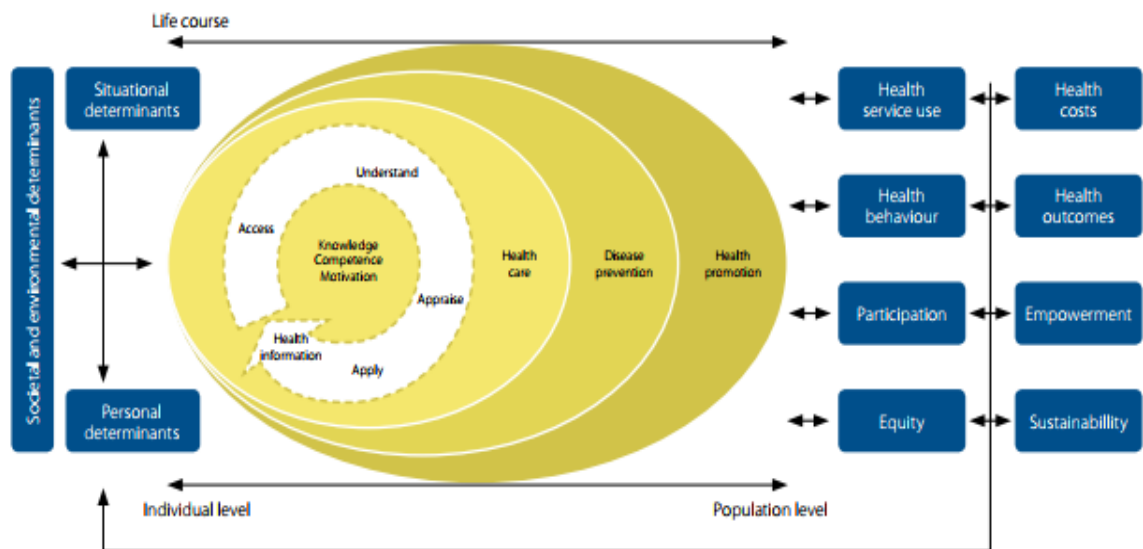 Life course
Societal and environmental determinants
Situational
determinants
Personal
determinants
Understand
Access
Knowledge
Competence
Motivation
Appraise
Health
information
Apply
Health
care
Disease
prevention
Health
promotion
Health
service use
Health
costs
Health
behaviour
Health
outcomes
Participation
Empowerment
Equity
Sustainabillity
Individual level
Population level